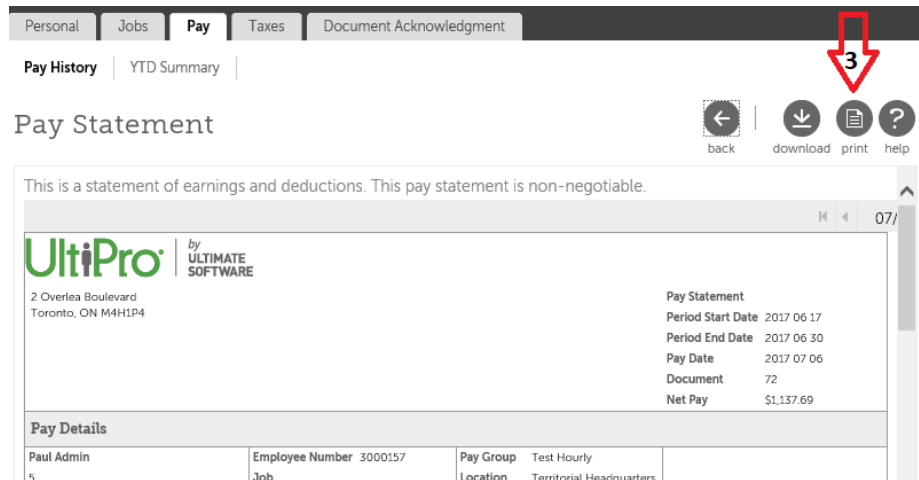 Personal Jobs Pay Taxes Document Acknowledgment
Pay History YTD Summary
3
Pay Statement
back download print help
This is a statement of earnings and deductions. This pay statement is non-negotiable.
07/
UltiPro by ULTIMATE SOFTWARE
2 Overlea Boulevard
Toronto, ON M4H1P4
Pay Statement
Period Start Date 2017 06 17
Period End Date 2017 06 30
Pay Date 2017 07 06
Document 72
Net Pay $1,137.69
Pay Details
Paul Admin Employee Number 3000157 Pay Group Test Hourly
5 Job Location Territorial Headquarters